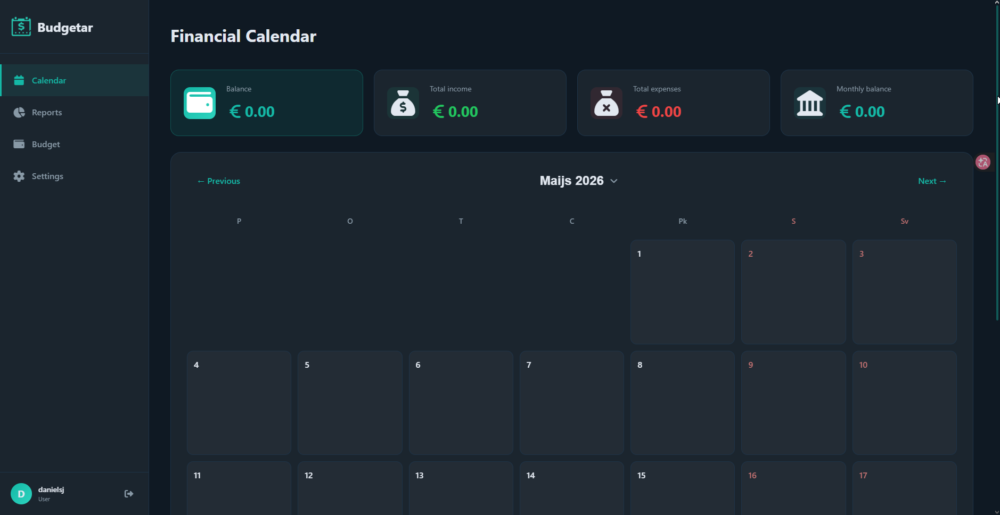 Budgetar
Calendar
Reports
Budget
Settings
danielsj
User
D
Financial Calendar
Balance
€ 0.00
Total income
€ 0.00
Total expenses
€ 0.00
Monthly balance
€ 0.00
← Previous
Maijs 2026
Next →
P O T C Pk S Sv
1 2 3
4 5 6 7 8 9 10
11 12 13 14 15 16 17